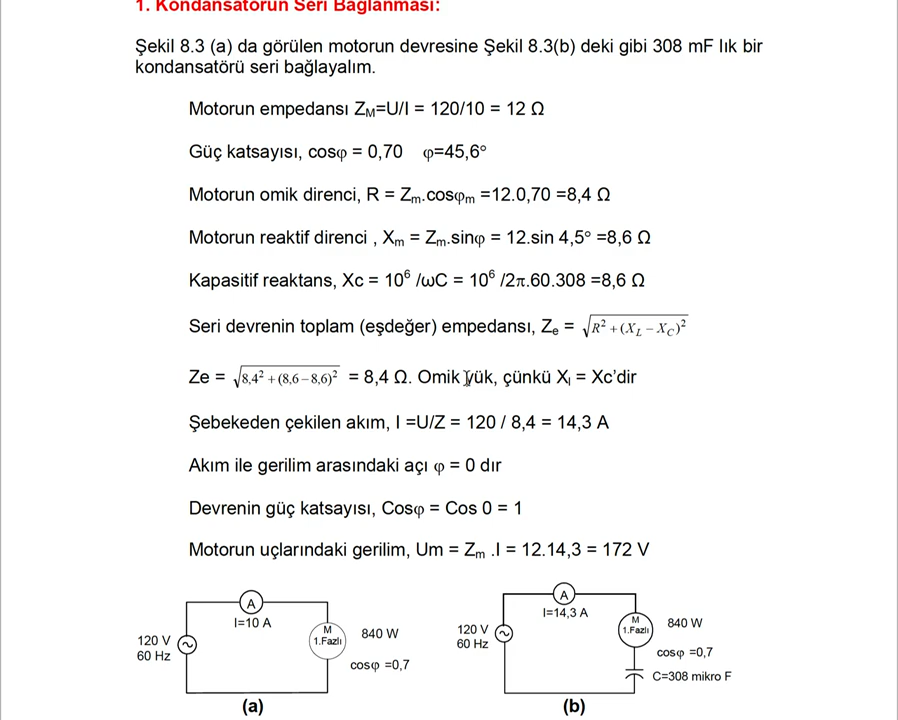 1. Kondansatörün Seri Bağlanması:
Şekil 8.3 (a) da görülen motorun devresine Şekil 8.3(b) deki gibi 308 mF lık bir
kondansatörü seri bağlayalım.
Motorun empedansı ZM=U/I = 120/10 = 12 Ω
Güç katsayısı, cosφ = 0,70 φ=45,6°
Motorun omik direnci, R = Zm.cosφm =12.0,70 =8,4 Ω
Motorun reaktif direnci , Xm = Zm.sinφ = 12.sin 4,5° =8,6 Ω
Kapasitif reaktans, Xc = 10⁶ /ωC = 10⁶ /2π.60.308 =8,6 Ω
Seri devrenin toplam (eşdeğer) empedansı, Ze = √R² + (XL – XC)²
Ze = √8,4² + (8,6 – 8,6)² = 8,4 Ω. Omik yük, çünkü Xl = Xc'dir
Şebekeden çekilen akım, I =U/Z = 120 / 8,4 = 14,3 A
Akım ile gerilim arasındaki açı φ = 0 dır
Devrenin güç katsayısı, Cosφ = Cos 0 = 1
Motorun uçlarındaki gerilim, Um = Zm .I = 12.14,3 = 172 V
A
I=10 A
120 V
60 Hz
M
1.Fazlı
840 W
cosφ =0,7
(a)
A
I=14,3 A
120 V
60 Hz
M
1.Fazlı
840 W
cosφ =0,7
C=308 mikro F
(b)